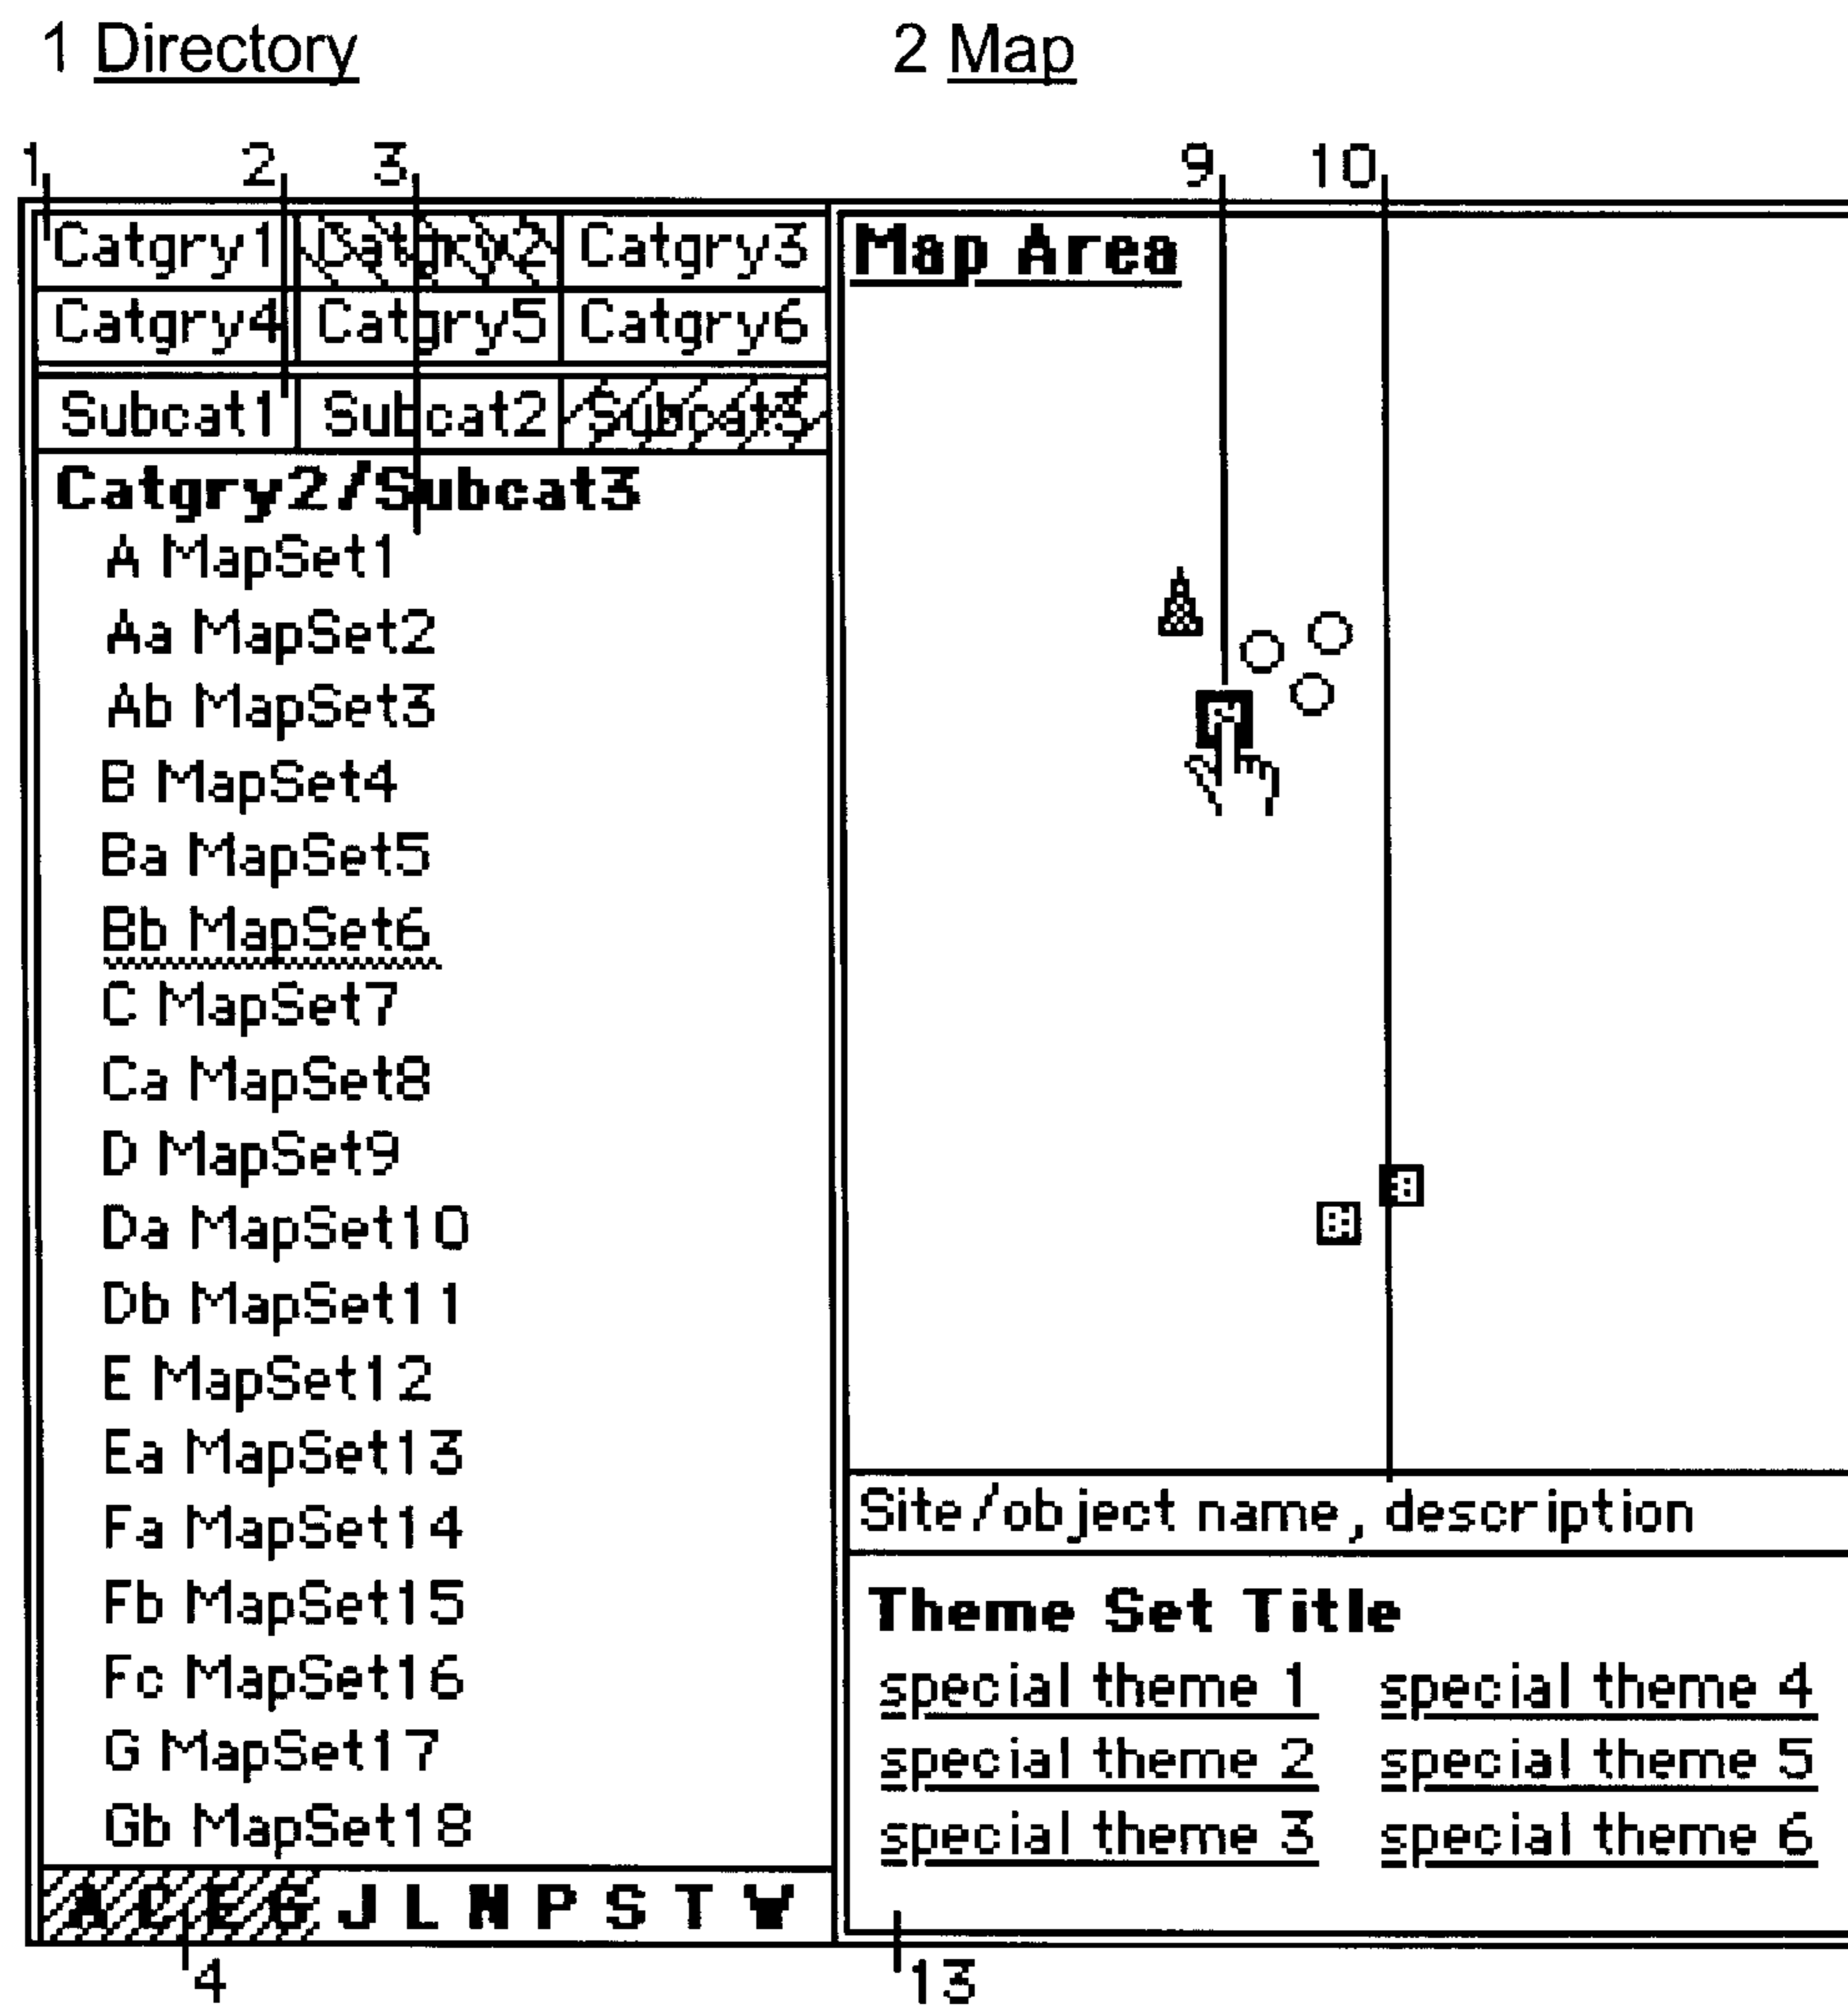 1 Directory
2 Map
1 2 3
9 10
Catgry1 Catgry2 Catgry3
Catgry4 Catgry5 Catgry6
Subcat1 Subcat2 Subcat3
Catgry2/Subcat3
A MapSet1
Aa MapSet2
Ab MapSet3
B MapSet4
Ba MapSet5
Bb MapSet6
C MapSet7
Ca MapSet8
D MapSet9
Da MapSet10
Db MapSet11
E MapSet12
Ea MapSet13
Fa MapSet14
Fb MapSet15
Fc MapSet16
G MapSet17
Gb MapSet18
A C E G J L N P S T W
4
Map Area
Site/object name, description
Theme Set Title
special theme 1 special theme 4
special theme 2 special theme 5
special theme 3 special theme 6
13